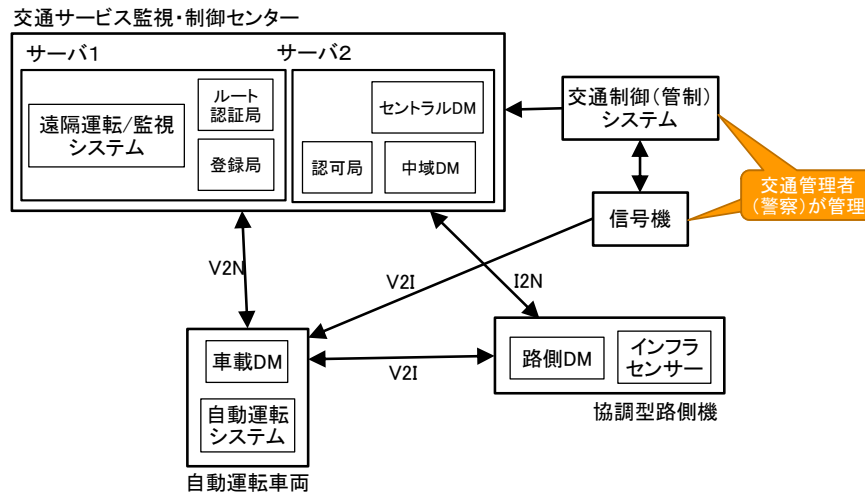 交通サービス監視・制御センター
サーバ1
サーバ2
遠隔運転/監視
システム
ルート
認証局
登録局
セントラルDM
認可局
中域DM
交通制御(管制)
システム
交通管理者
(警察)が管理
信号機
V2N
V2I
I2N
車載DM
自動運転
システム
V2I
路側DM
インフラ
センサー
協調型路側機
自動運転車両